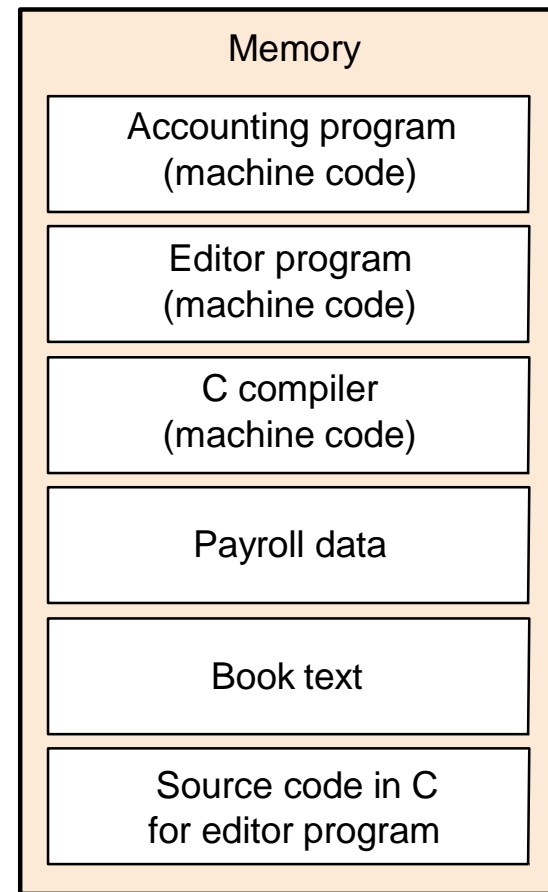 Memory
Accounting program
(machine code)
Editor program
(machine code)
C compiler
(machine code)
Payroll data
Book text
Source code in C
for editor program